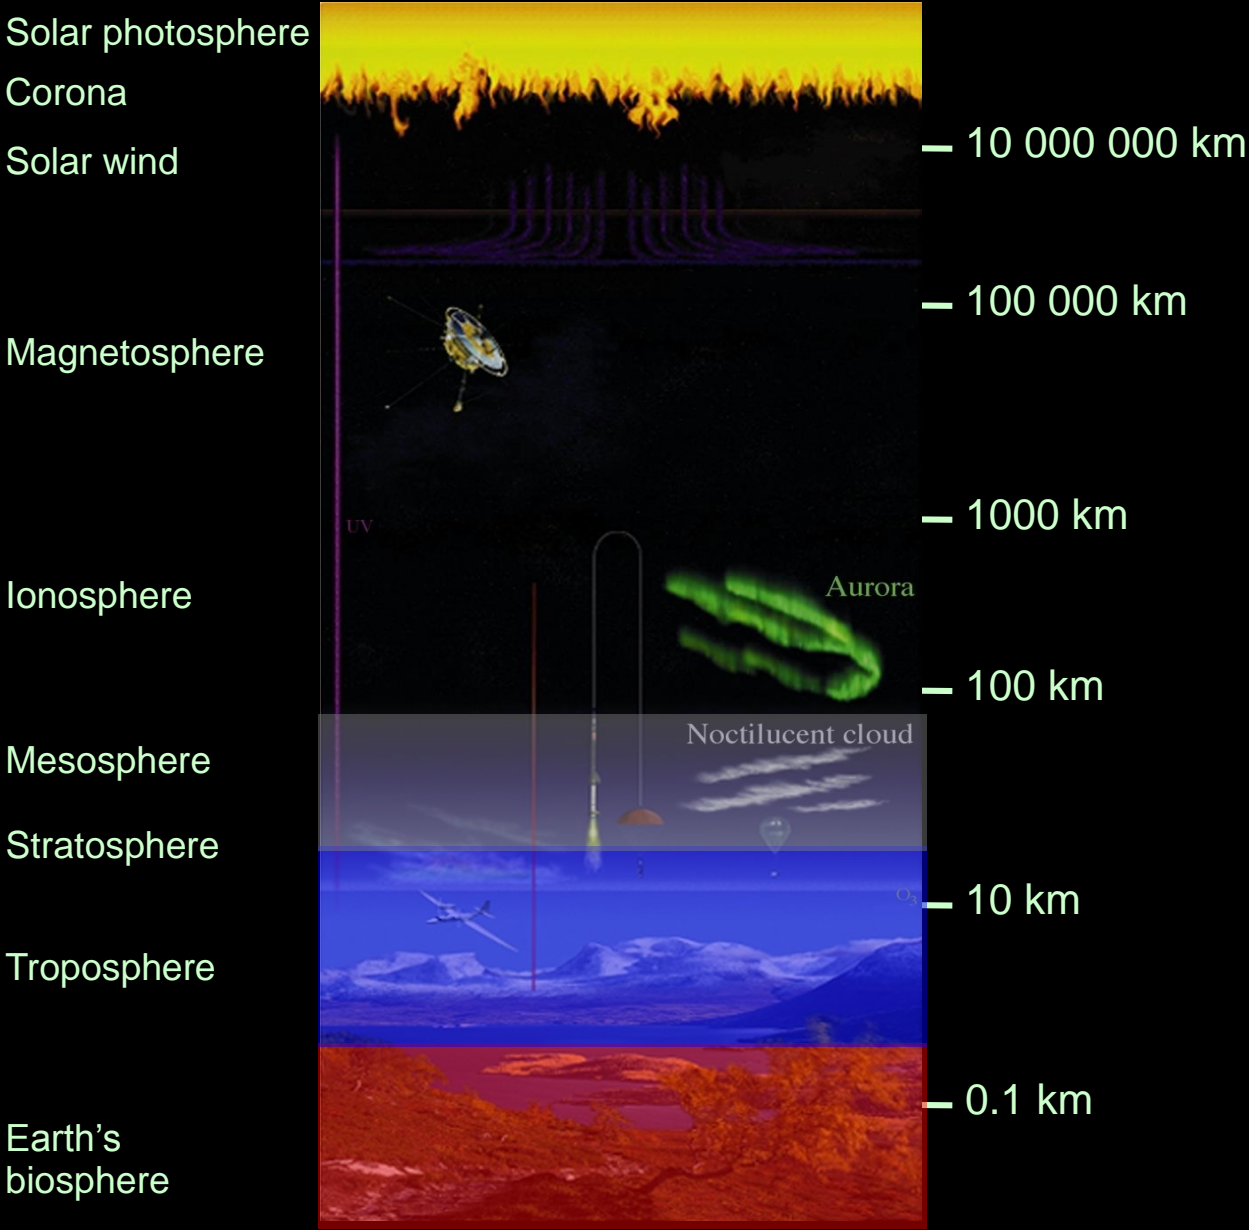 Solar photosphere
Corona
10 000 000 km
Solar wind
100 000 km
Magnetosphere
1000 km
UV
Aurora
Ionosphere
100 km
Noctilucent cloud
Mesosphere
Stratosphere
O₃
10 km
Troposphere
0.1 km
Earth’s
biosphere